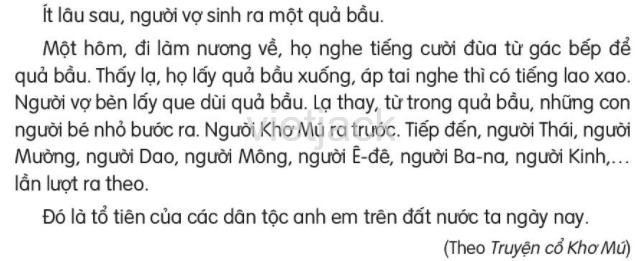 Ít lâu sau, người vợ sinh ra một quả bầu.
Một hôm, đi làm nương về, họ nghe tiếng cười đùa từ gác bếp để
quả bầu. Thấy lạ, họ lấy quả bầu xuống, áp tai nghe thì có tiếng lao xao.
Người vợ bèn lấy que dùi quả bầu. Lạ thay, từ trong quả bầu, những con
người bé nhỏ bước ra. Người Khơ Mú ra trước. Tiếp đến, người Thái, người
Mường, người Dao, người Mông, người Ê-đê, người Ba-na, người Kinh,...
lần lượt ra theo.
Đó là tổ tiên của các dân tộc anh em trên đất nước ta ngày nay.
(Theo Truyện cổ Khơ Mú)
vietjack